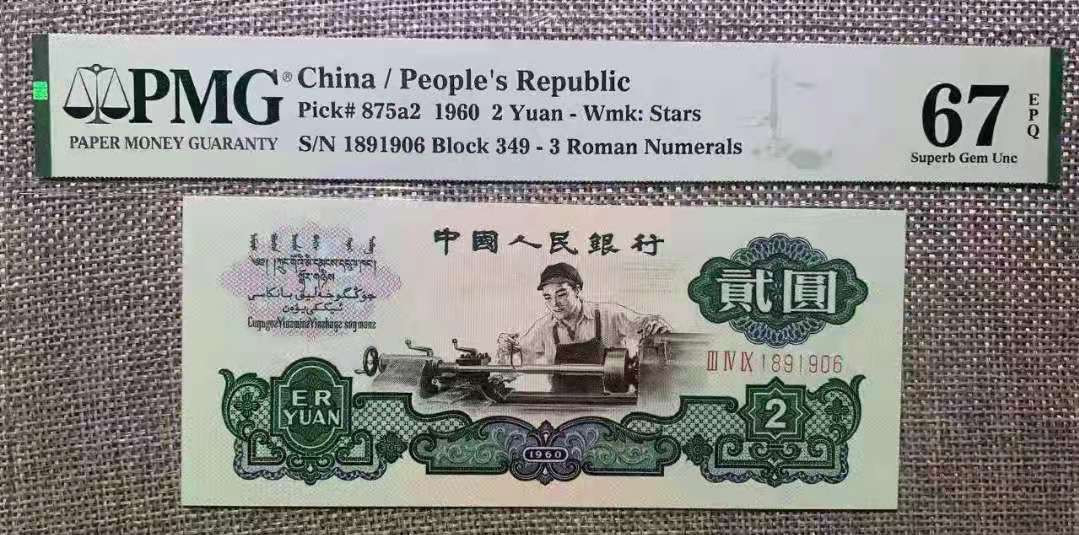 PMG®
PAPER MONEY GUARANTY
China / People's Republic
Pick# 875a2 1960 2 Yuan - Wmk: Stars
S/N 1891906 Block 349 - 3 Roman Numerals
67
EPQ
Superb Gem Unc
中國人民銀行
貳圓
III IV IX 1891906
ER
YUAN
1960
2